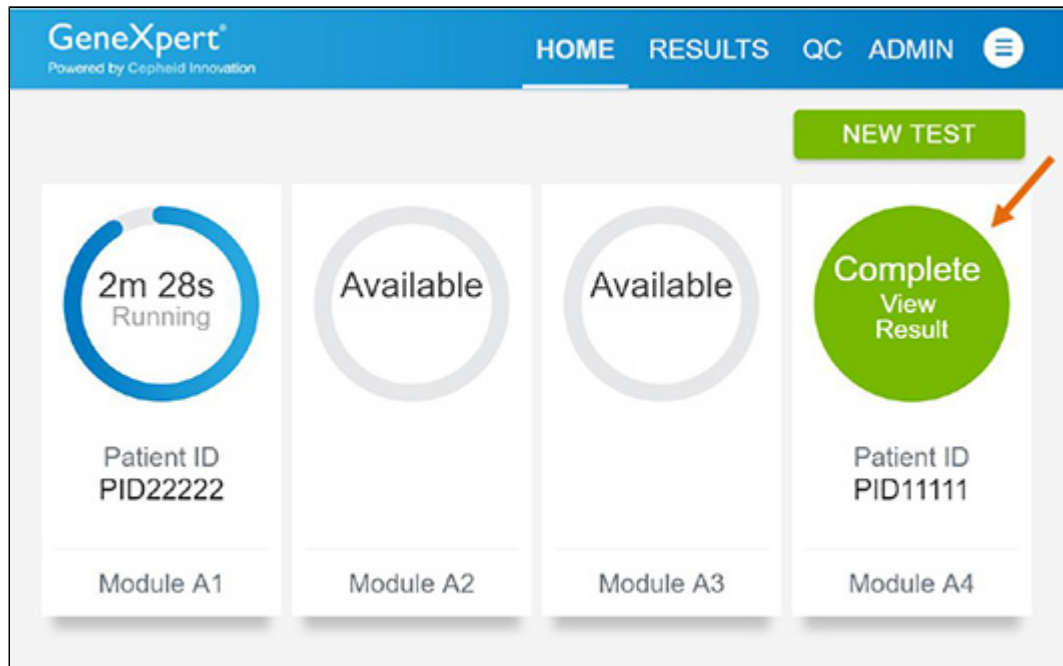 GeneXpert®
Powered by Cepheid Innovation
HOME RESULTS QC ADMIN
NEW TEST
2m 28s
Running
Patient ID
PID22222
Module A1
Available
Module A2
Available
Module A3
Complete
View
Result
Patient ID
PID11111
Module A4